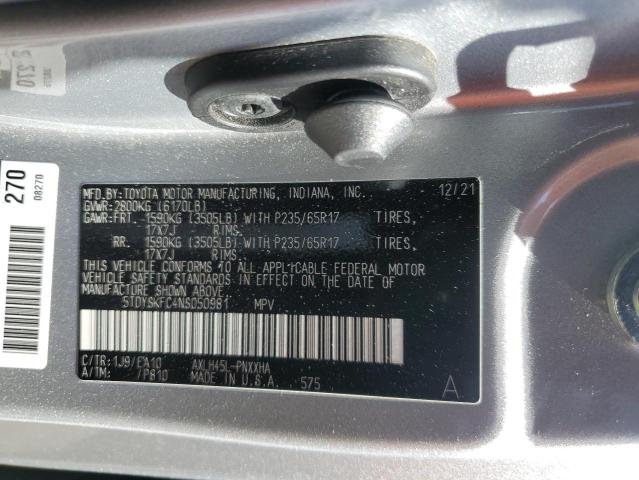 270
08270
MFD.BY:TOYOTA MOTOR MANUFACTURING, INDIANA, INC. 12/21
GVWR:2800KG (6170LB)
GAWR:FRT. 1590KG (3505LB) WITH P235/65R17 TIRES,
17X7J RIMS.
RR. 1590KG (3505LB) WITH P235/65R17 TIRES,
17X7J RIMS.
THIS VEHICLE CONFORMS TO ALL APPLICABLE FEDERAL MOTOR
VEHICLE SAFETY STANDARDS IN EFFECT ON THE DATE OF
MANUFACTURE SHOWN ABOVE.
5TDYSKFC4NS050981 MPV
C/TR:1J9/EA10 AXLH45L-PNXXHA
A/TM: /P810 MADE IN U.S.A. 575
A